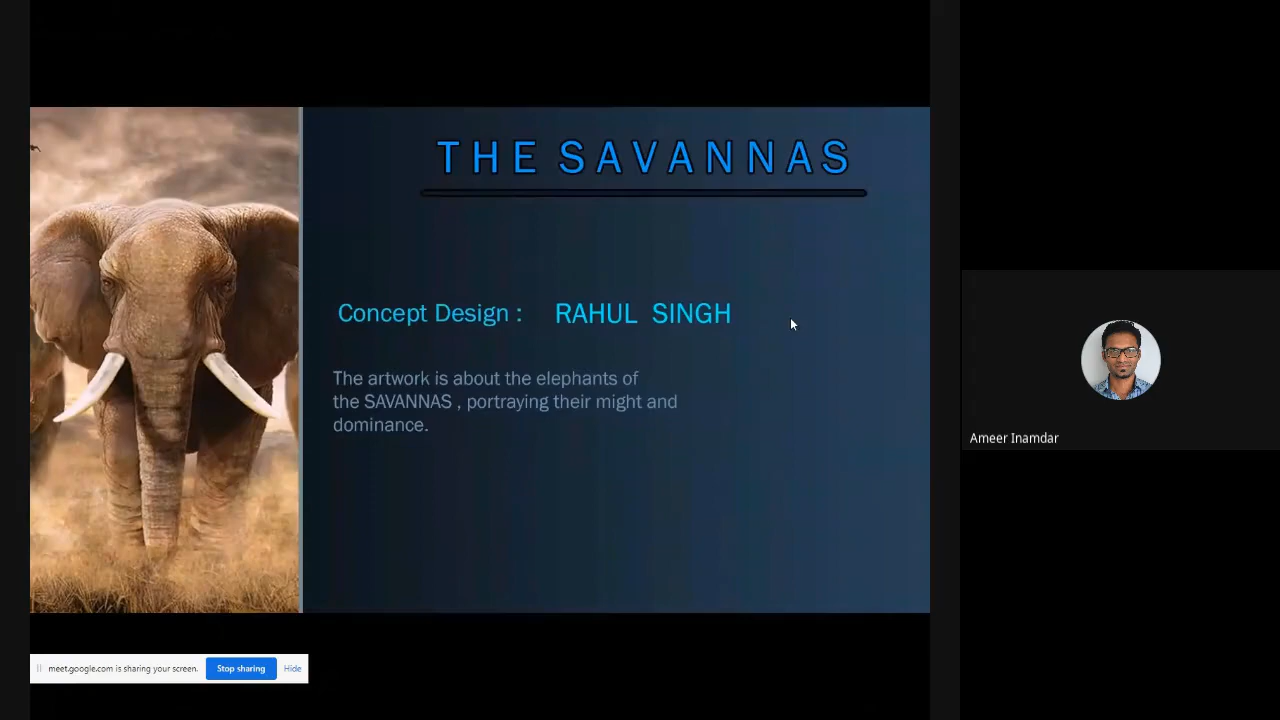 THE SAVANNAS
Concept Design : RAHUL SINGH
The artwork is about the elephants of
the SAVANNAS , portraying their might and
dominance.
Ameer Inamdar
meet.google.com is sharing your screen. Stop sharing Hide